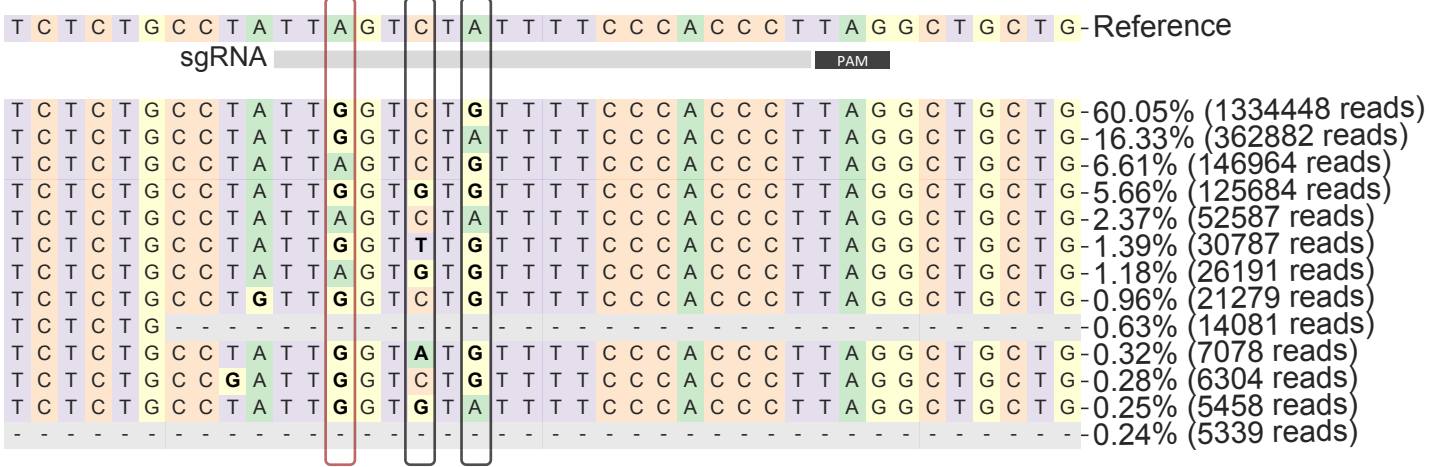 T C T C T G C C T A T T A G T C T A T T T T C C C A C C C T T A G G C T G C T G -Reference
sgRNA PAM
T C T C T G C C T A T T G G T C T G T T T T C C C A C C C T T A G G C T G C T G -60.05% (1334448 reads)
T C T C T G C C T A T T G G T C T A T T T T C C C A C C C T T A G G C T G C T G -16.33% (362882 reads)
T C T C T G C C T A T T A G T C T G T T T T C C C A C C C T T A G G C T G C T G -6.61% (146964 reads)
T C T C T G C C T A T T G G T G T G T T T T C C C A C C C T T A G G C T G C T G -5.66% (125684 reads)
T C T C T G C C T A T T A G T C T A T T T T C C C A C C C T T A G G C T G C T G -2.37% (52587 reads)
T C T C T G C C T A T T G G T T T G T T T T C C C A C C C T T A G G C T G C T G -1.39% (30787 reads)
T C T C T G C C T A T T A G T G T G T T T T C C C A C C C T T A G G C T G C T G -1.18% (26191 reads)
T C T C T G C C T G T T G G T C T G T T T T C C C A C C C T T A G G C T G C T G -0.96% (21279 reads)
T C T C T G - - - - - - - - - - - - - - - - - - - - - - - - - - - - - - - - - - -0.63% (14081 reads)
T C T C T G C C T A T T G G T A T G T T T T C C C A C C C T T A G G C T G C T G -0.32% (7078 reads)
T C T C T G C C G A T T G G T C T G T T T T C C C A C C C T T A G G C T G C T G -0.28% (6304 reads)
T C T C T G C C T A T T G G T G T A T T T T C C C A C C C T T A G G C T G C T G -0.25% (5458 reads)
- - - - - - - - - - - - - - - - - - - - - - - - - - - - - - - - - - - - - - - - -0.24% (5339 reads)